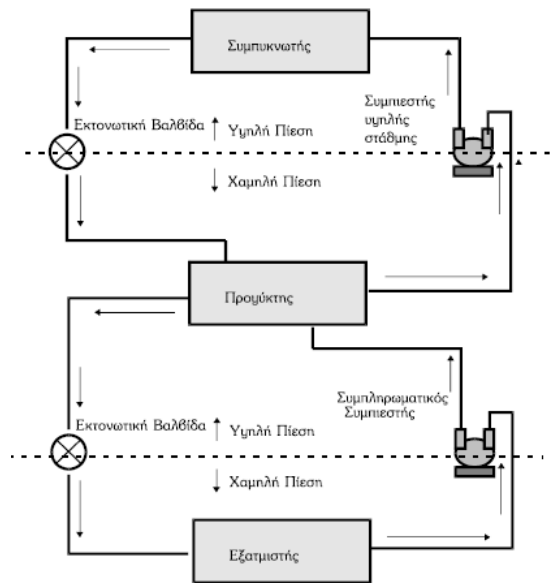 Συμπυκνωτής
Συμπιεστής
υψηλής
στάθμης
Εκτονωτική Βαλβίδα
Υψηλή Πίεση
Χαμηλή Πίεση
Προψύκτης
Συμπληρωματικός
Συμπιεστής
Εκτονωτική Βαλβίδα
Υψηλή Πίεση
Χαμηλή Πίεση
Εξατμιστής